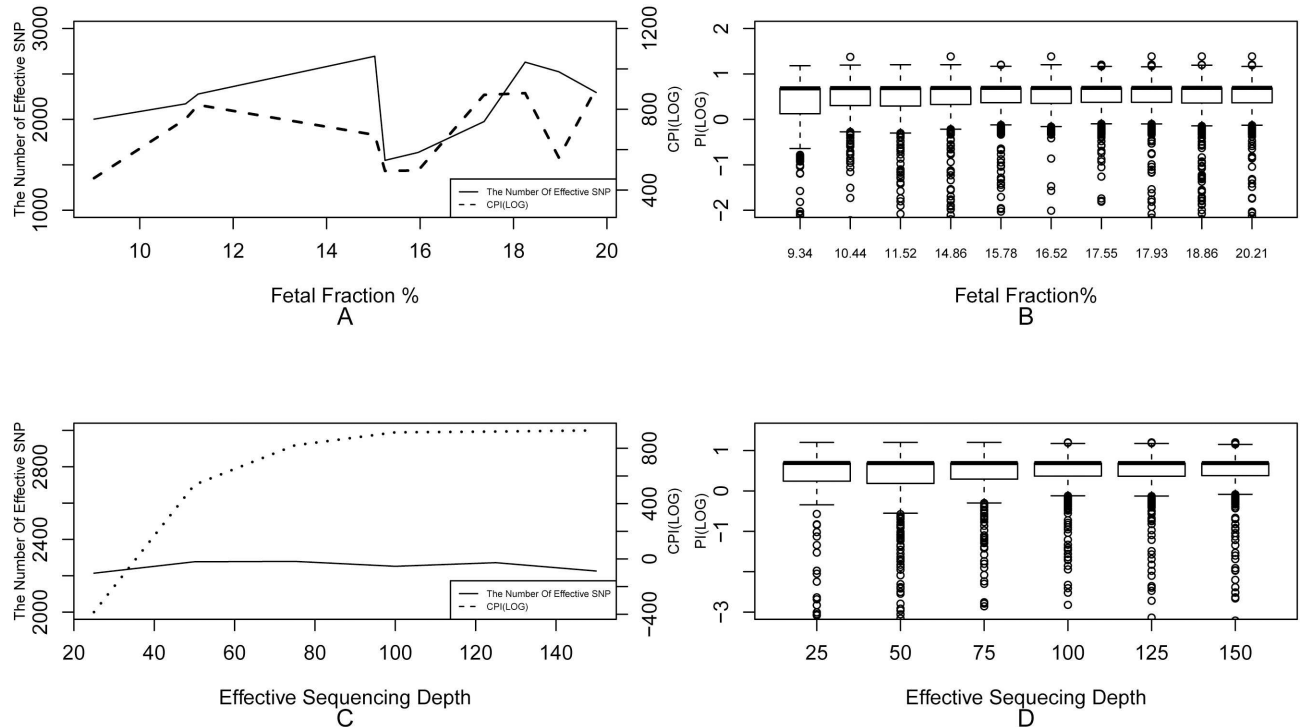 The Number of Effective SNP
3000
2000
1000
1200
800
400
CPI(LOG)
The Number Of Effective SNP
CPI(LOG)
10 12 14 16 18 20
Fetal Fraction %
A
PI(LOG)
2
1
0
−1
−2
9.34 10.44 11.52 14.86 15.78 16.52 17.55 17.93 18.86 20.21
Fetal Fraction%
B
The Number Of Effective SNP
2800
2400
2000
800
400
0
−400
CPI(LOG)
The Number Of Effective SNP
CPI(LOG)
20 40 60 80 100 120 140
Effective Sequencing Depth
C
PI(LOG)
1
0
−1
−3
25 50 75 100 125 150
Effective Sequecing Depth
D